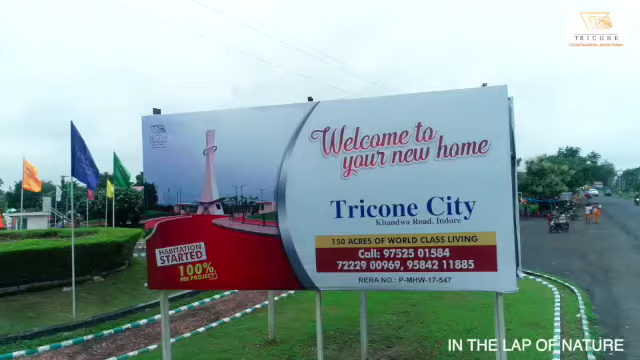 TRICONE
Welcome to
your new home
Tricone City
Khandwa Road, Indore
150 ACRES OF WORLD CLASS LIVING
Call: 97525 01584
72229 00969, 95842 11885
RERA NO.: P-MHW-17-547
HABITATION
STARTED
100%
IN THE LAP OF NATURE